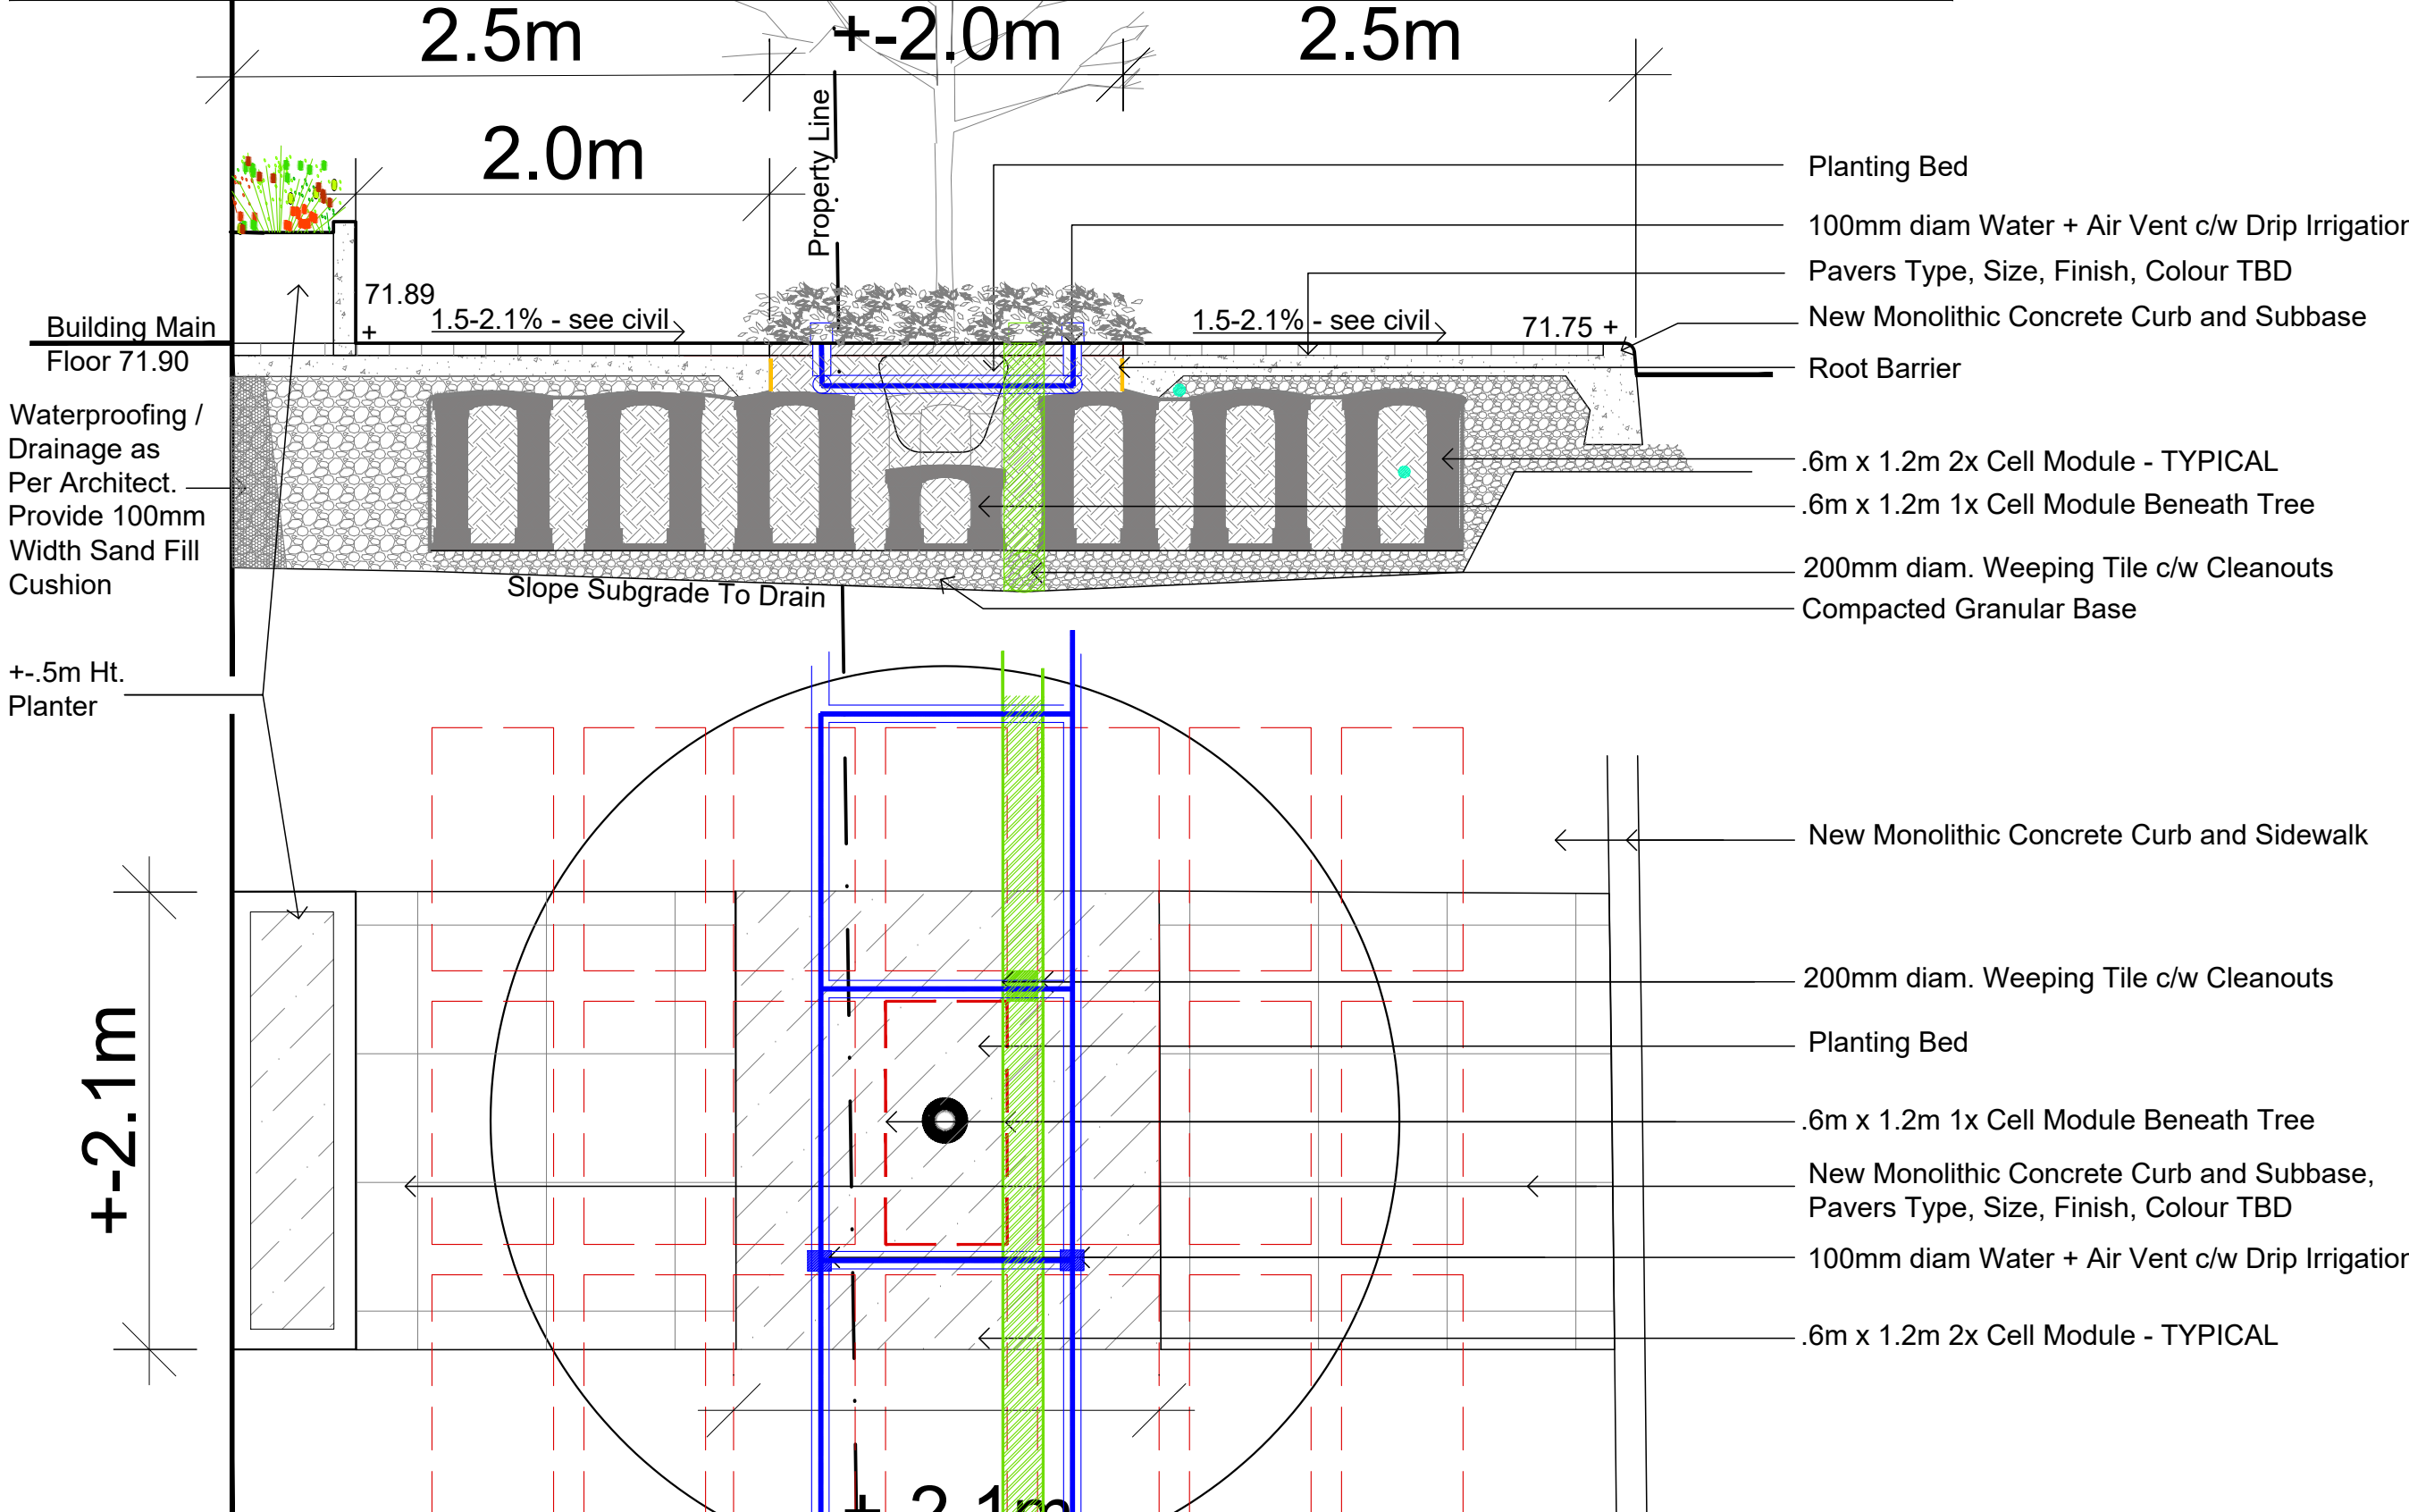 2.5m
+-2.0m
2.5m
2.0m
Property Line
Planting Bed
100mm diam Water + Air Vent c/w Drip Irrigation
Pavers Type, Size, Finish, Colour TBD
New Monolithic Concrete Curb and Subbase
Root Barrier
71.89
+
1.5-2.1% - see civil
1.5-2.1% - see civil
71.75 +
Building Main
Floor 71.90
Waterproofing /
Drainage as
Per Architect.
Provide 100mm
Width Sand Fill
Cushion
.6m x 1.2m 2x Cell Module - TYPICAL
.6m x 1.2m 1x Cell Module Beneath Tree
200mm diam. Weeping Tile c/w Cleanouts
Compacted Granular Base
Slope Subgrade To Drain
+-.5m Ht.
Planter
New Monolithic Concrete Curb and Sidewalk
200mm diam. Weeping Tile c/w Cleanouts
Planting Bed
+-2.1m
.6m x 1.2m 1x Cell Module Beneath Tree
New Monolithic Concrete Curb and Subbase,
Pavers Type, Size, Finish, Colour TBD
100mm diam Water + Air Vent c/w Drip Irrigation
.6m x 1.2m 2x Cell Module - TYPICAL
+-2.1m